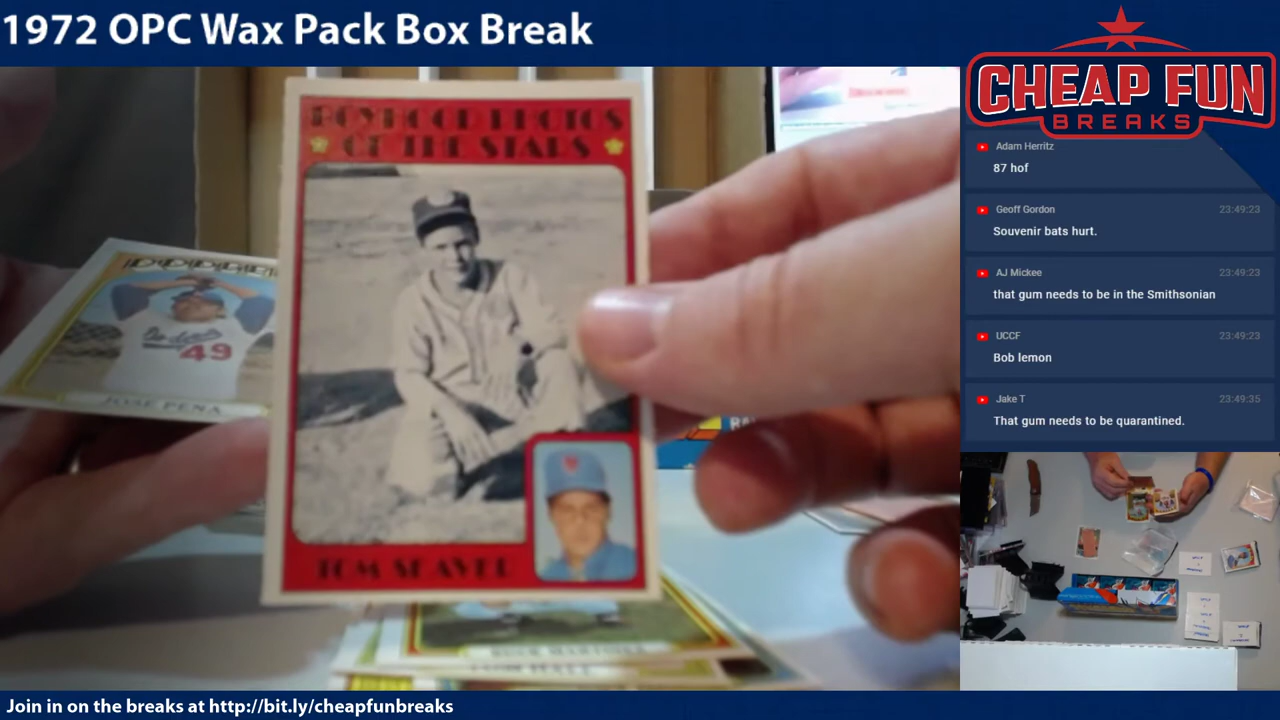 1972 OPC Wax Pack Box Break
CHEAP FUN
BREAKS
BOYHOOD PHOTOS
OF THE STARS
TOM SEAVER
Dodgers
49
JOSE PENA
Adam Herritz
87 hof
Geoff Gordon 23:49:23
Souvenir bats hurt.
AJ Mickee 23:49:23
that gum needs to be in the Smithsonian
UCCF 23:49:23
Bob lemon
Jake T 23:49:35
That gum needs to be quarantined.
Join in on the breaks at http://bit.ly/cheapfunbreaks